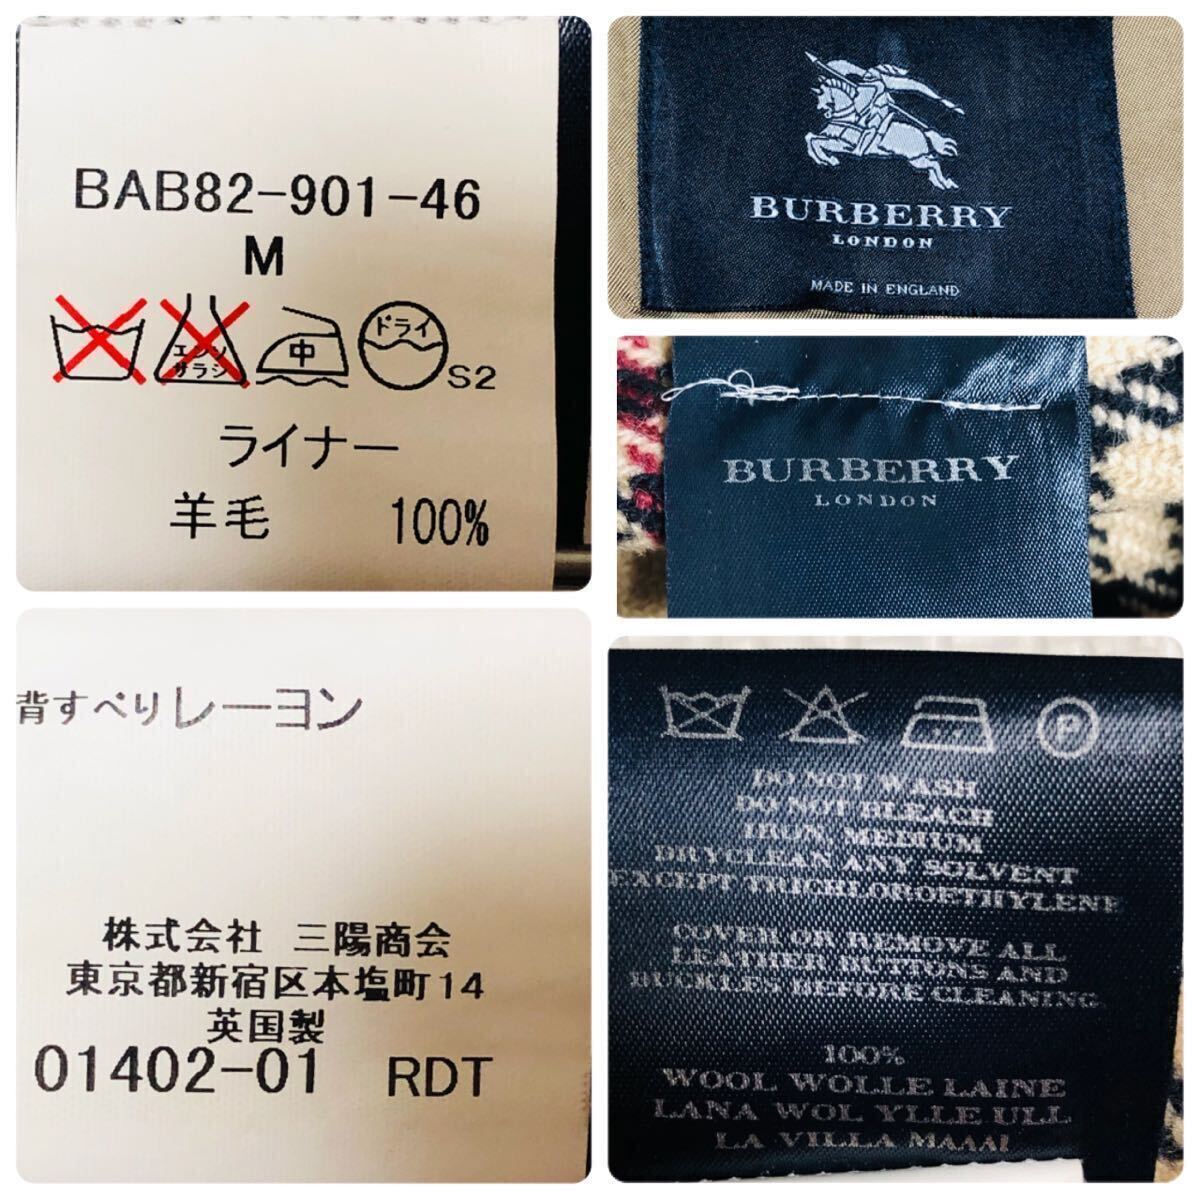 BAB82-901-46
M
エンソ
サラシ
中
ドライ
S2
ライナー
羊毛 100%
背すべりレーヨン
株式会社 三陽商会
東京都新宿区本塩町14
英国製
01402-01 RDT
BURBERRY
LONDON
MADE IN ENGLAND
BURBERRY
LONDON
P
DO NOT WASH
DO NOT BLEACH
IRON, MEDIUM
DRYCLEAN ANY SOLVENT
EXCEPT TRICHLOROETHYLENE
COVER OR REMOVE ALL
LEATHER BUTTONS AND
BUCKLES BEFORE CLEANING.
100%
WOOL WOLLE LAINE
LANA WOL YLLE ULL
LA VILLA MAAAI